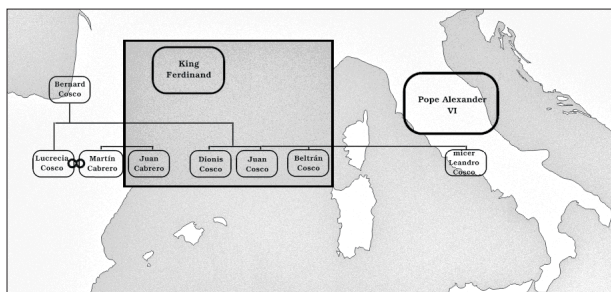 King
Ferdinand
Bernard
Cosco
Pope Alexander
VI
Lucrecia
Cosco
Martín
Cabrero
Juan
Cabrero
Dionis
Cosco
Juan
Cosco
Beltrán
Cosco
micer
Leandro
Cosco